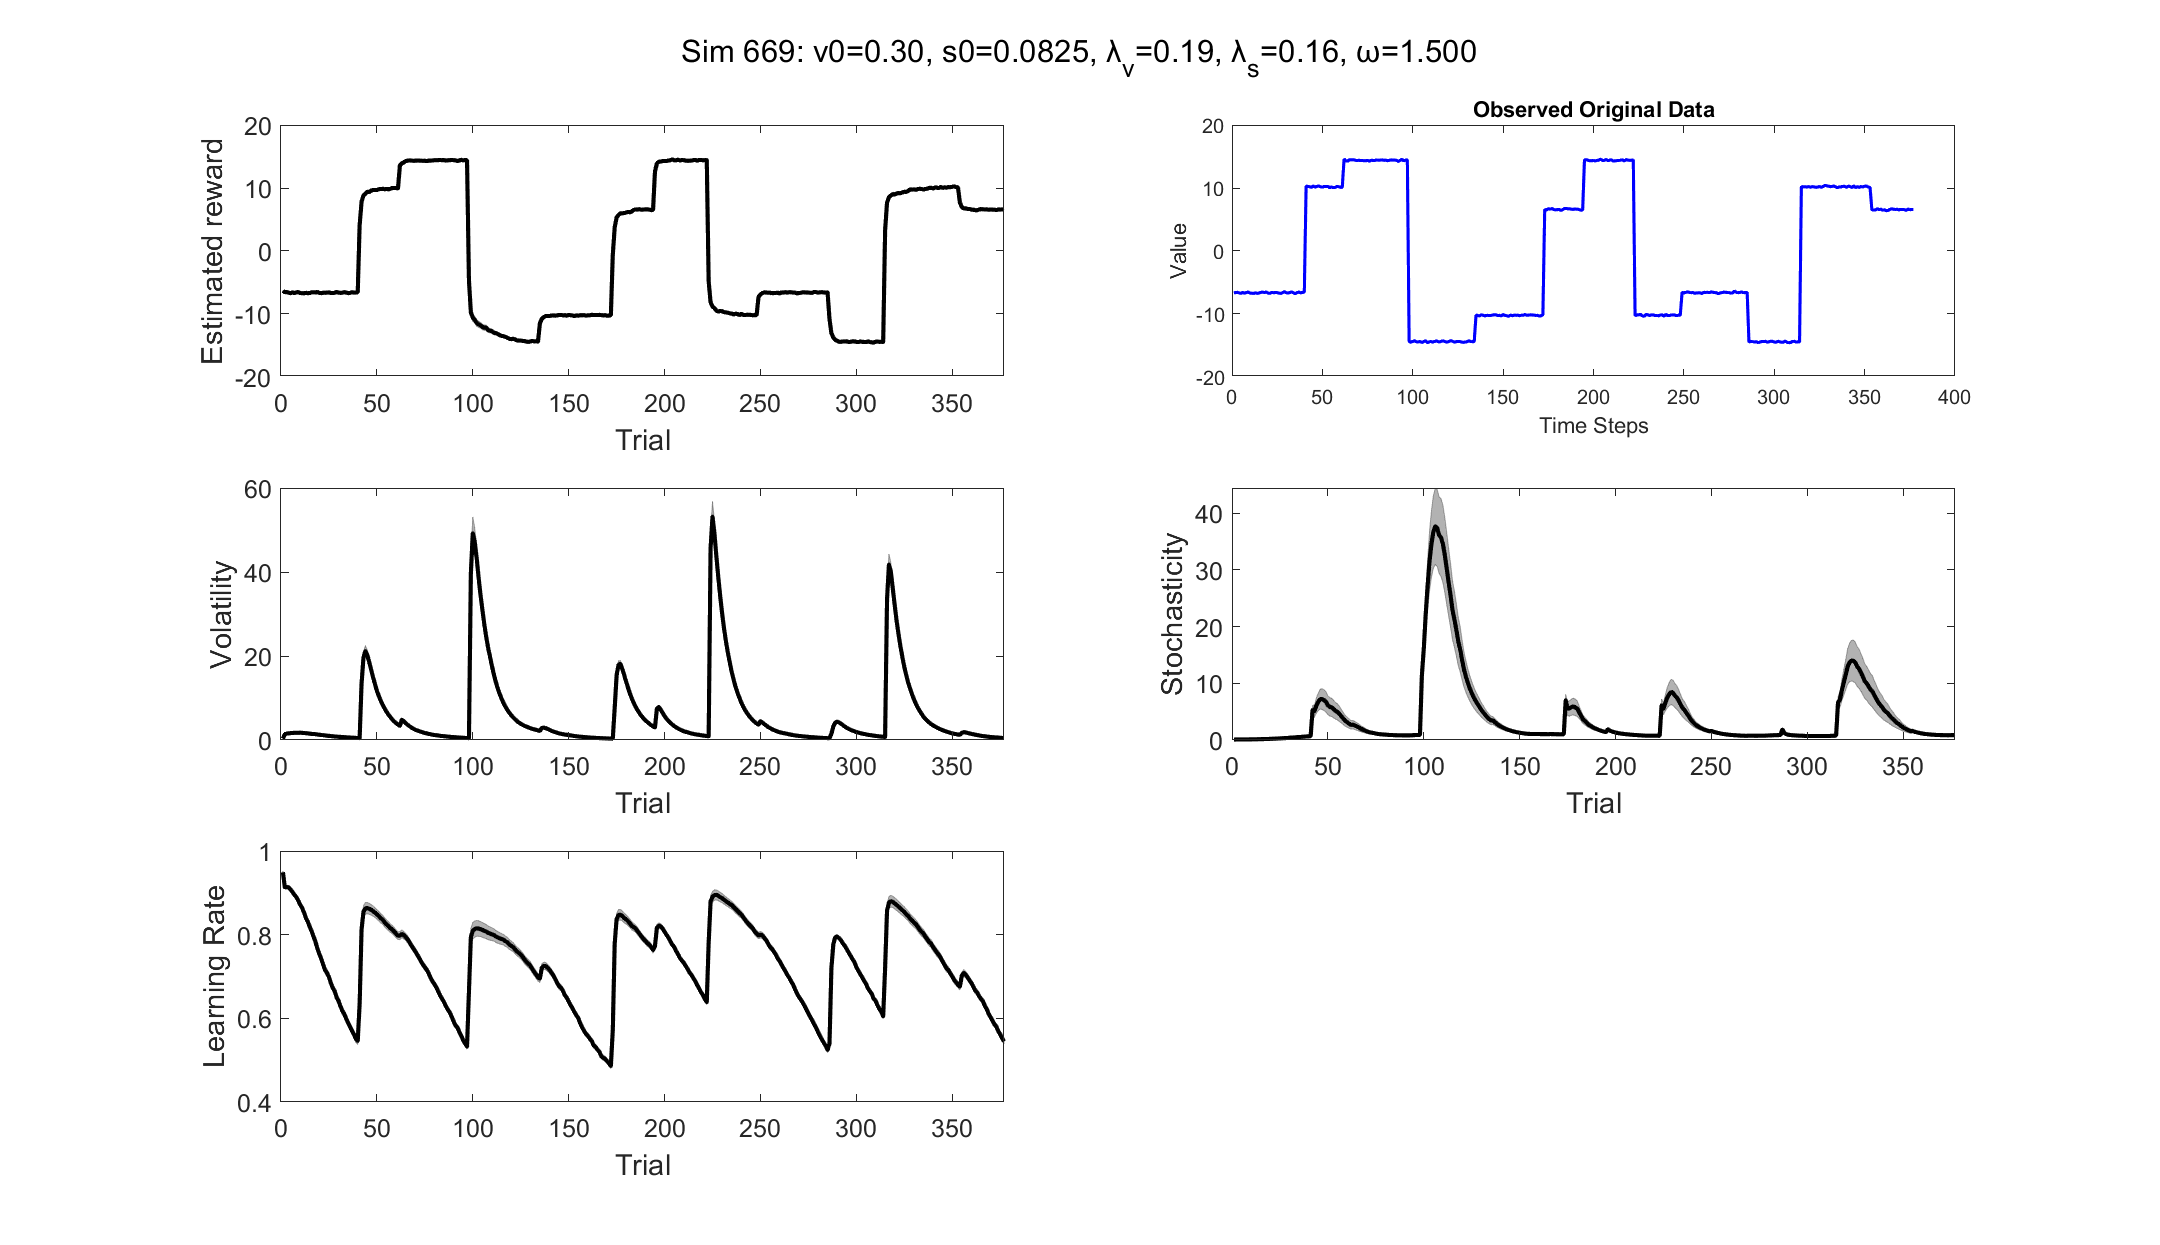 Sim 669: v0=0.30, s0=0.0825, λv=0.19, λs=0.16, ω=1.500
20
10
0
-10
-20
Estimated reward
0 50 100 150 200 250 300 350
Trial
Observed Original Data
20
10
0
-10
-20
Value
0 50 100 150 200 250 300 350 400
Time Steps
60
40
20
0
Volatility
0 50 100 150 200 250 300 350
Trial
40
30
20
10
0
Stochasticity
0 50 100 150 200 250 300 350
Trial
1
0.8
0.6
0.4
Learning Rate
0 50 100 150 200 250 300 350
Trial